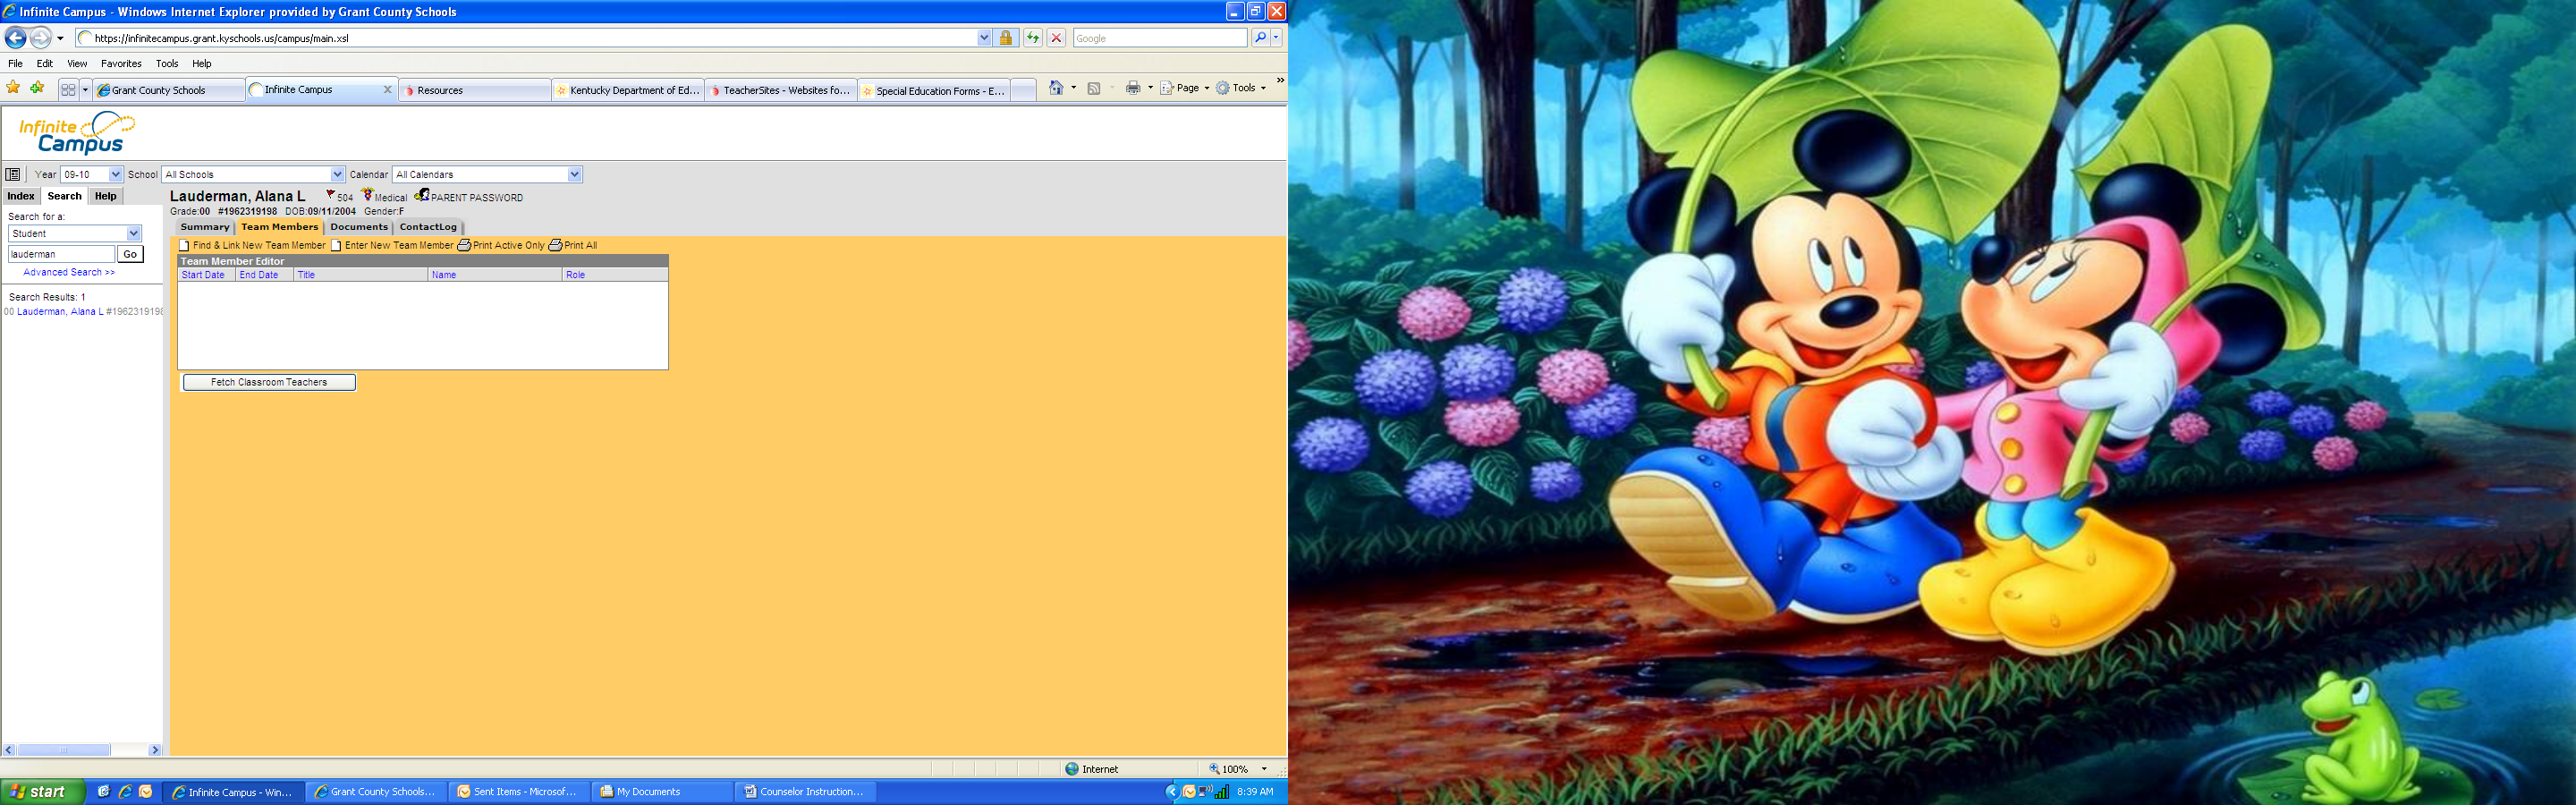 Infinite Campus - Windows Internet Explorer provided by Grant County Schools
https://infinitecampus.grant.kyschools.us/campus/main.xsl
Google
File Edit View Favorites Tools Help
Grant County Schools
Infinite Campus
Resources
Kentucky Department of Ed...
TeacherSites - Websites fo...
Special Education Forms - E...
Page
Tools
Infinite Campus
Year 09-10 School All Schools Calendar All Calendars
Index Search Help
Lauderman, Alana L 504 Medical PARENT PASSWORD
Grade:00 #1962319198 DOB:09/11/2004 Gender:F
Search for a:
Student
lauderman Go
Advanced Search >>
Search Results: 1
00 Lauderman, Alana L #1962319198
Summary Team Members Documents ContactLog
Find & Link New Team Member Enter New Team Member Print Active Only Print All
Team Member Editor
Start Date End Date Title Name Role
Fetch Classroom Teachers
Internet 100%
start Infinite Campus - Win... Grant County Schools... Sent Items - Microsof... My Documents Counselor Instruction... 8:39 AM